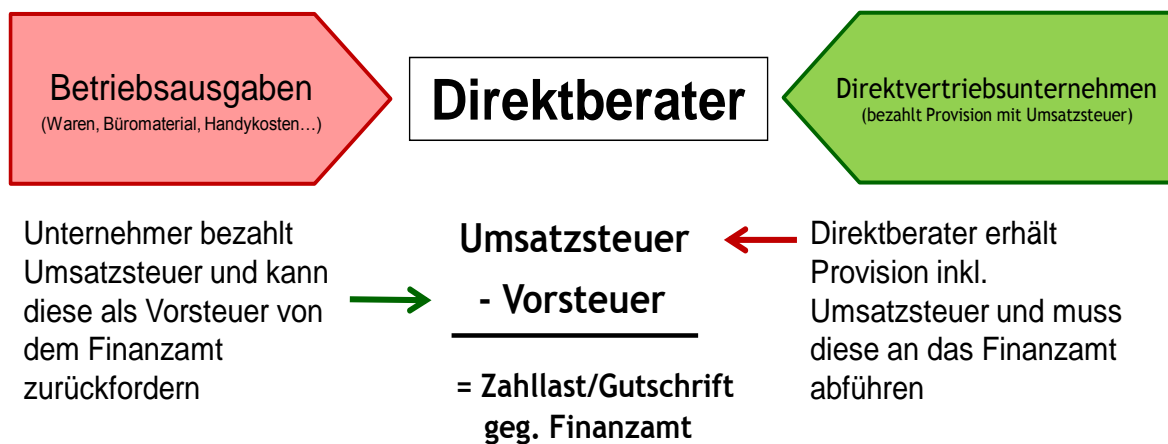 Betriebsausgaben
(Waren, Büromaterial, Handykosten…)
Direktberater
Direktvertriebsunternehmen
(bezahlt Provision mit Umsatzsteuer)
Unternehmer bezahlt
Umsatzsteuer und kann
diese als Vorsteuer von
dem Finanzamt
zurückfordern
Umsatzsteuer
- Vorsteuer
= Zahllast/Gutschrift
geg. Finanzamt
Direktberater erhält
Provision inkl.
Umsatzsteuer und muss
diese an das Finanzamt
abführen